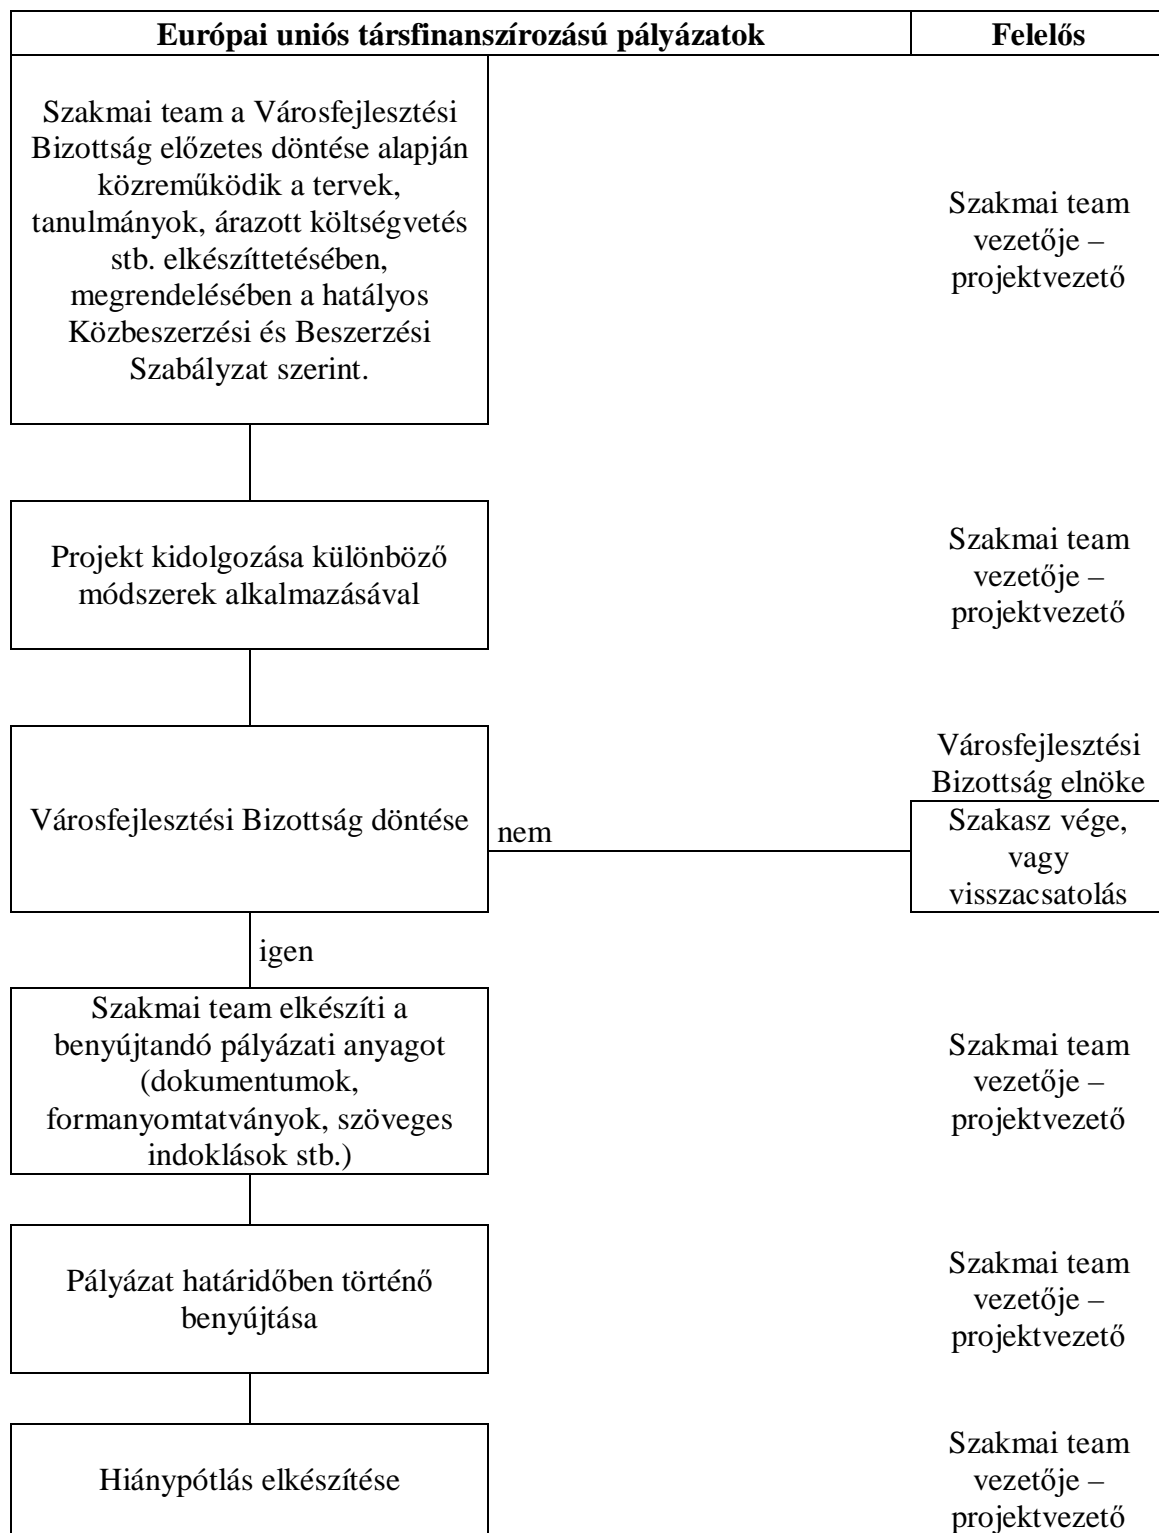 Európai uniós társfinanszírozású pályázatok
Felelős
Szakmai team a Városfejlesztési
Bizottság előzetes döntése alapján
közreműködik a tervek,
tanulmányok, árazott költségvetés
stb. elkészíttetésében,
megrendelésében a hatályos
Közbeszerzési és Beszerzési
Szabályzat szerint.
Szakmai team
vezetője –
projektvezető
Projekt kidolgozása különböző
módszerek alkalmazásával
Szakmai team
vezetője –
projektvezető
Városfejlesztési Bizottság döntése
nem
Városfejlesztési
Bizottság elnöke
Szakasz vége,
vagy
visszacsatolás
igen
Szakmai team elkészíti a
benyújtandó pályázati anyagot
(dokumentumok,
formanyomtatványok, szöveges
indoklások stb.)
Szakmai team
vezetője –
projektvezető
Pályázat határidőben történő
benyújtása
Szakmai team
vezetője –
projektvezető
Hiánypótlás elkészítése
Szakmai team
vezetője –
projektvezető